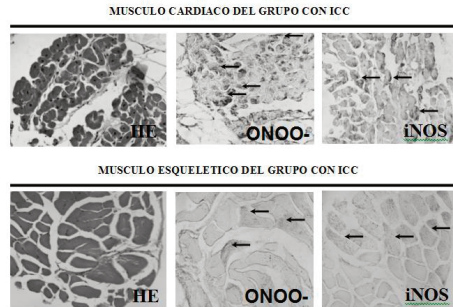 MUSCULO CARDIACO DEL GRUPO CON ICC
HE
ONOO-
iNOS
MUSCULO ESQUELETICO DEL GRUPO CON ICC
HE
ONOO-
iNOS